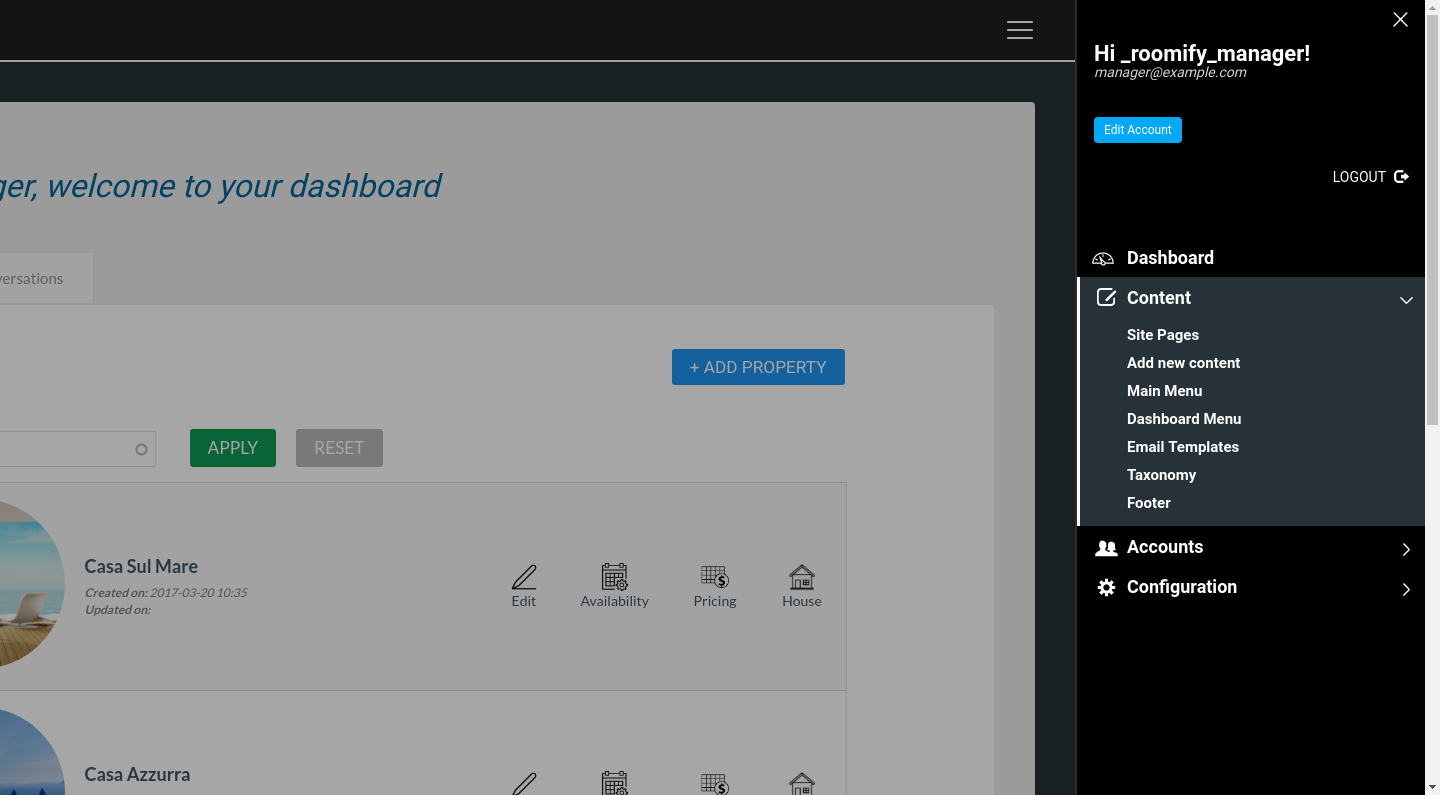 ger, welcome to your dashboard
versations
+ ADD PROPERTY
APPLY
RESET
Casa Sul Mare
Created on: 2017-03-20 10:35
Updated on:
Edit
Availability
Pricing
House
Casa Azzurra
Hi _roomify_manager!
manager@example.com
Edit Account
LOGOUT
Dashboard
Content
Site Pages
Add new content
Main Menu
Dashboard Menu
Email Templates
Taxonomy
Footer
Accounts
Configuration